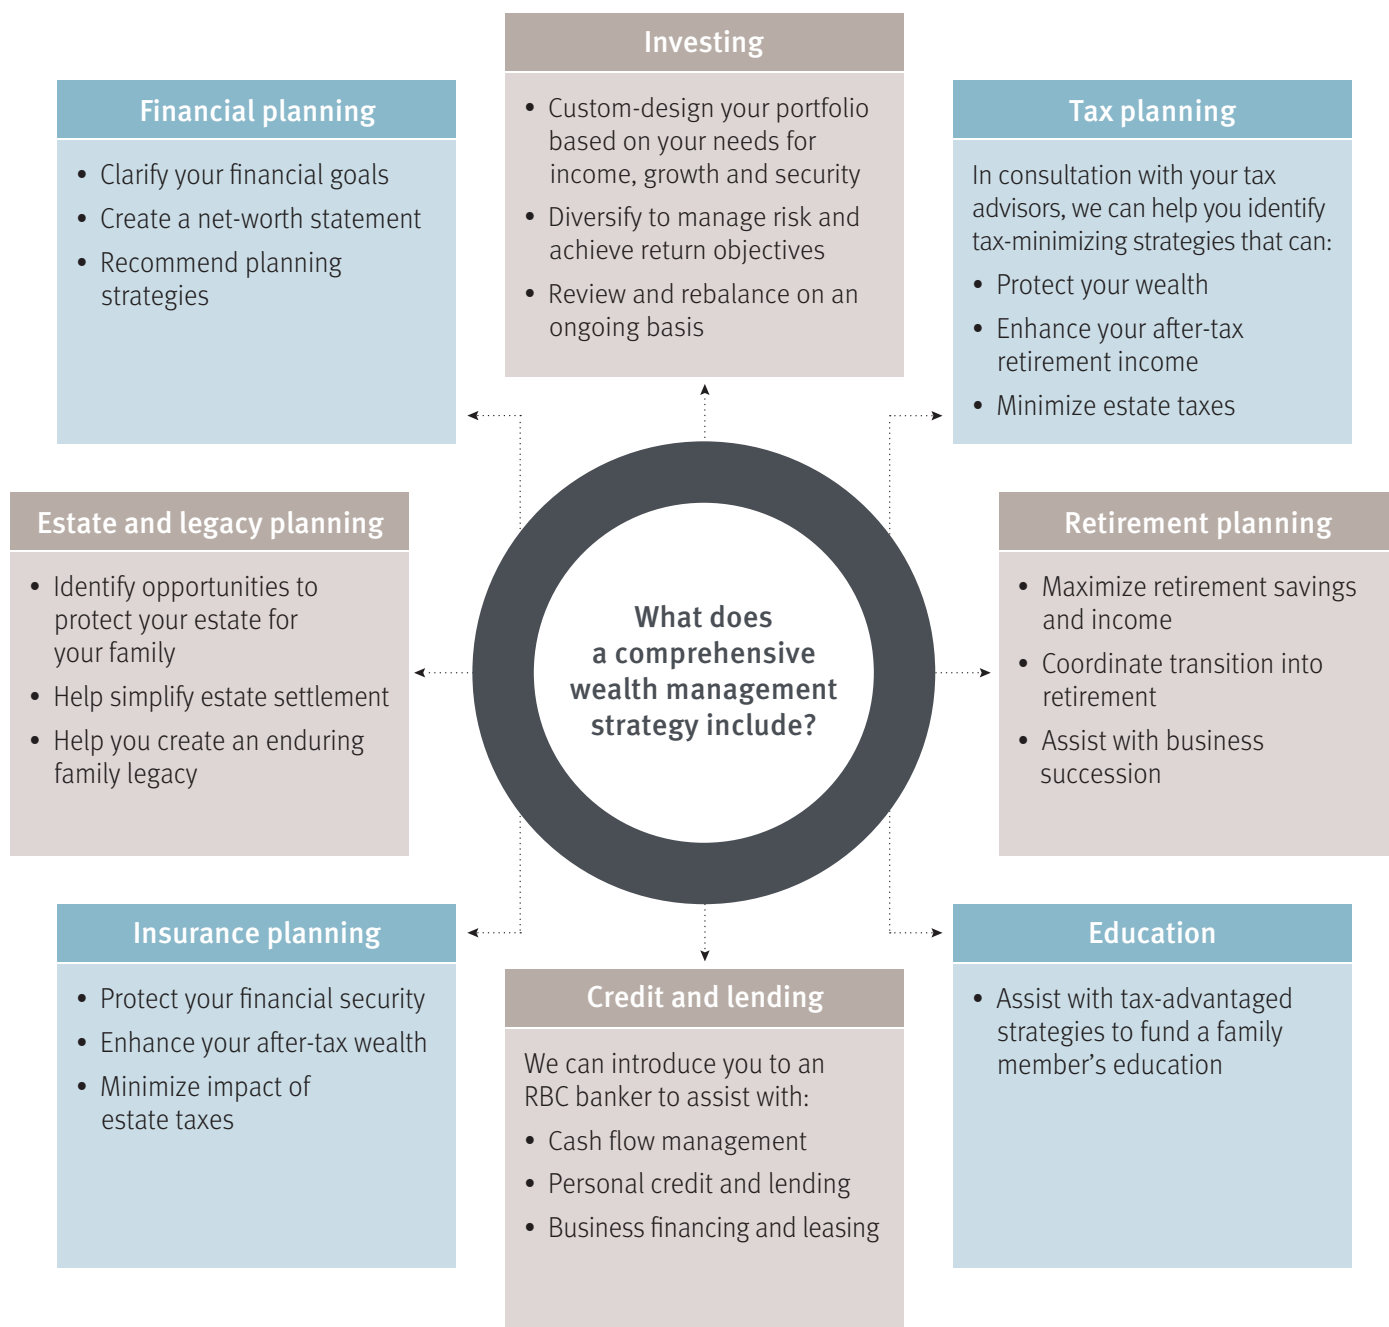 Investing
• Custom-design your portfolio
based on your needs for
income, growth and security
• Diversify to manage risk and
achieve return objectives
• Review and rebalance on an
ongoing basis
Financial planning
• Clarify your financial goals
• Create a net-worth statement
• Recommend planning
strategies
Tax planning
In consultation with your tax
advisors, we can help you identify
tax-minimizing strategies that can:
• Protect your wealth
• Enhance your after-tax
retirement income
• Minimize estate taxes
Estate and legacy planning
• Identify opportunities to
protect your estate for
your family
• Help simplify estate settlement
• Help you create an enduring
family legacy
What does
a comprehensive
wealth management
strategy include?
Retirement planning
• Maximize retirement savings
and income
• Coordinate transition into
retirement
• Assist with business
succession
Insurance planning
• Protect your financial security
• Enhance your after-tax wealth
• Minimize impact of
estate taxes
Credit and lending
We can introduce you to an
RBC banker to assist with:
• Cash flow management
• Personal credit and lending
• Business financing and leasing
Education
• Assist with tax-advantaged
strategies to fund a family
member’s education